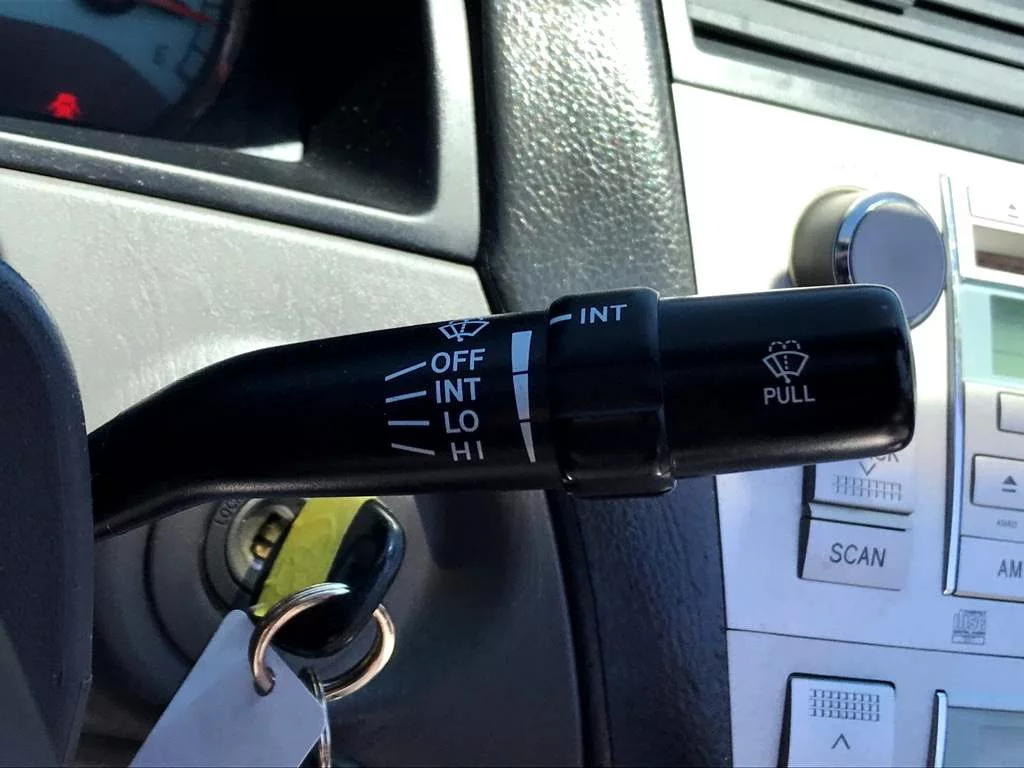 INT
OFF
INT
LO
HI
PULL
SCAN
AM